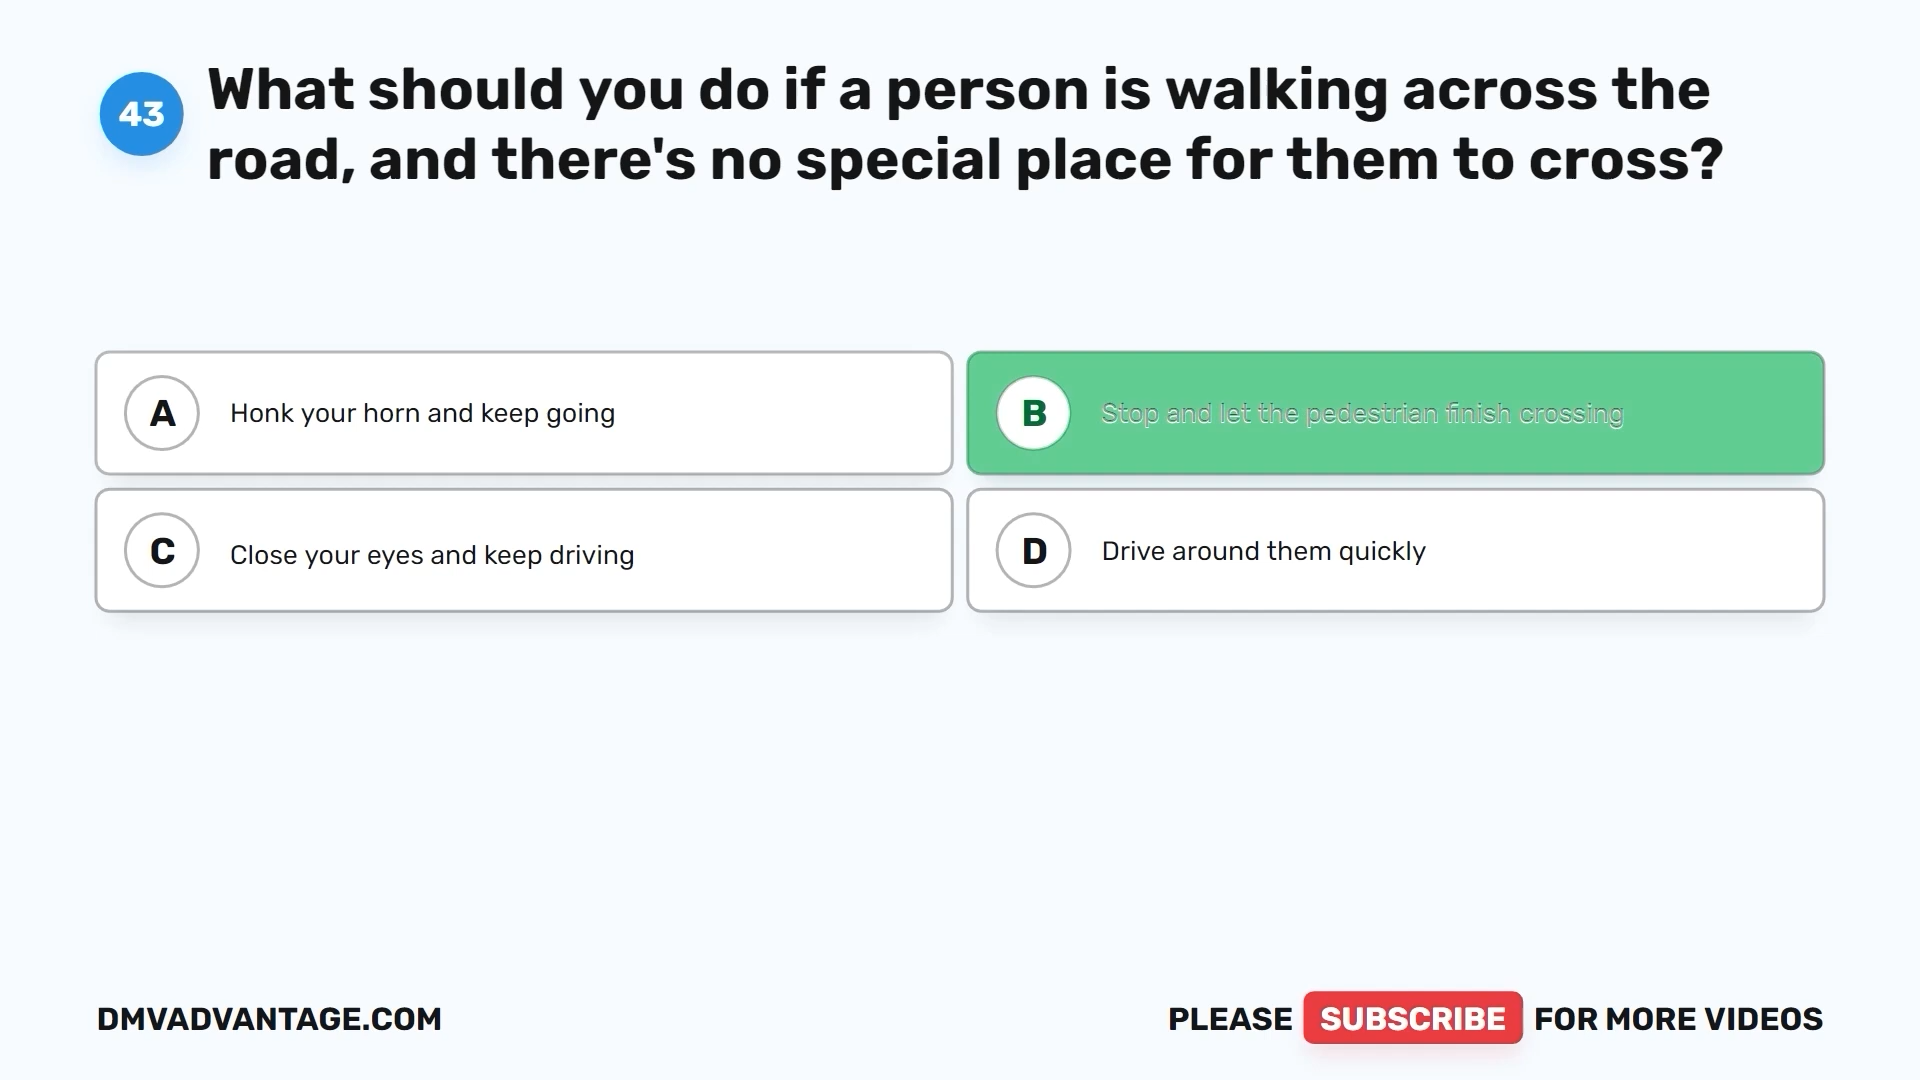 43
What should you do if a person is walking across the
road, and there's no special place for them to cross?
A Honk your horn and keep going
B Stop and let the pedestrian finish crossing
C Close your eyes and keep driving
D Drive around them quickly
DMVADVANTAGE.COM
PLEASE SUBSCRIBE FOR MORE VIDEOS